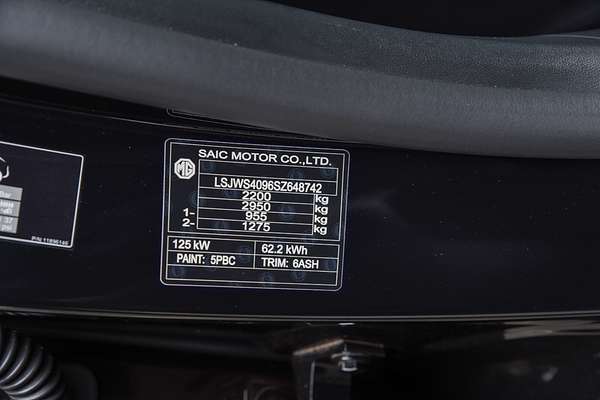 SAIC MOTOR CO.,LTD.
MG
LSJWS4096SZ648742
2200 kg
2950 kg
1- 955 kg
2- 1275 kg
125 kW 62.2 kWh
PAINT: 5PBC TRIM: 6ASH
P/N 11896146